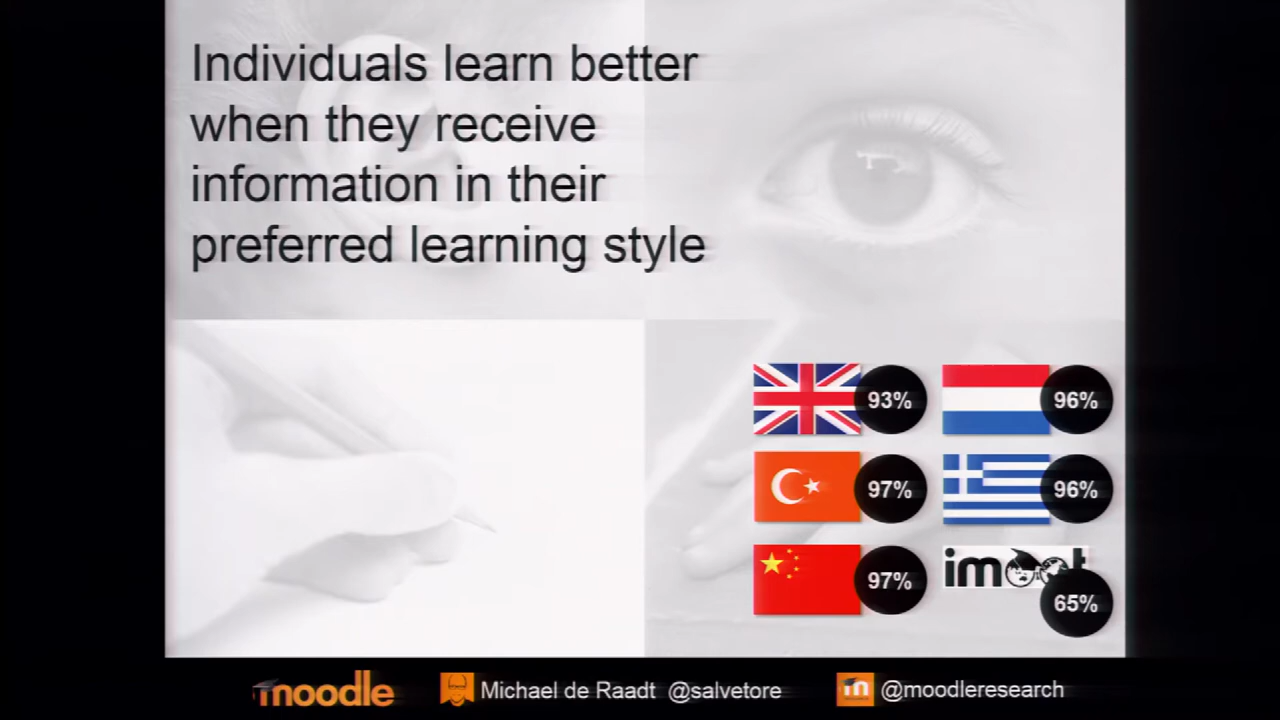 Individuals learn better
when they receive
information in their
preferred learning style
93%
96%
97%
96%
97%
imoot
65%
moodle
Michael de Raadt @salvetore
@moodleresearch